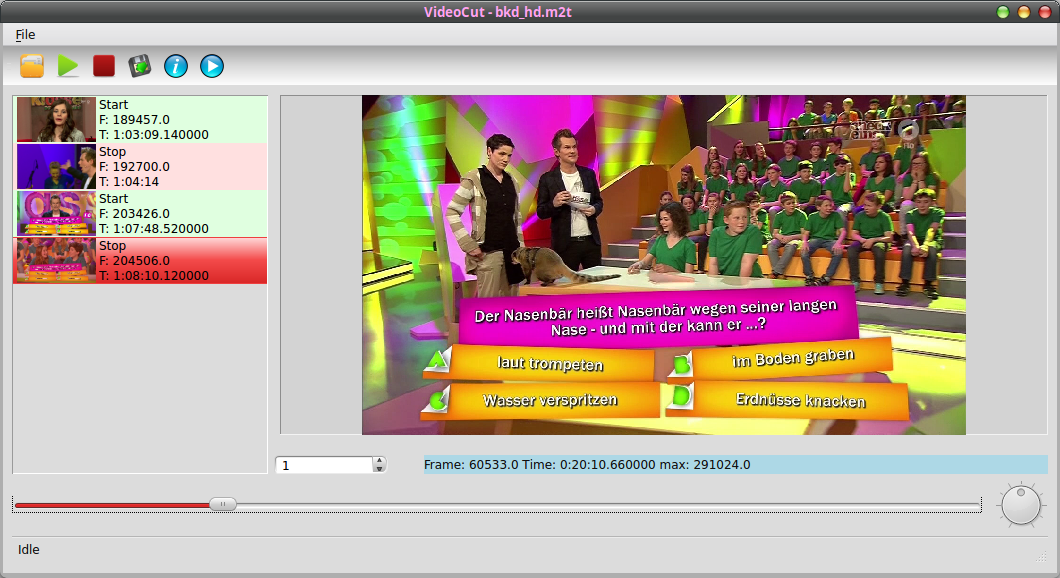 VideoCut - bkd_hd.m2t
File
Start
F: 189457.0
T: 1:03:09.140000
Stop
F: 192700.0
T: 1:04:14
Start
F: 203426.0
T: 1:07:48.520000
Stop
F: 204506.0
T: 1:08:10.120000
Der Nasenbär heißt Nasenbär wegen seiner langen
Nase - und mit der kann er ...?
A laut trompeten
B im Boden graben
C Wasser verspritzen
D Erdnüsse knacken
1
Frame: 60533.0 Time: 0:20:10.660000 max: 291024.0
Idle